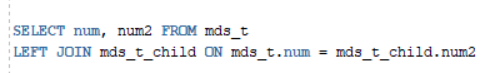 SELECT num, num2 FROM mds_t
LEFT JOIN mds_t_child ON mds_t.num = mds_t_child.num2